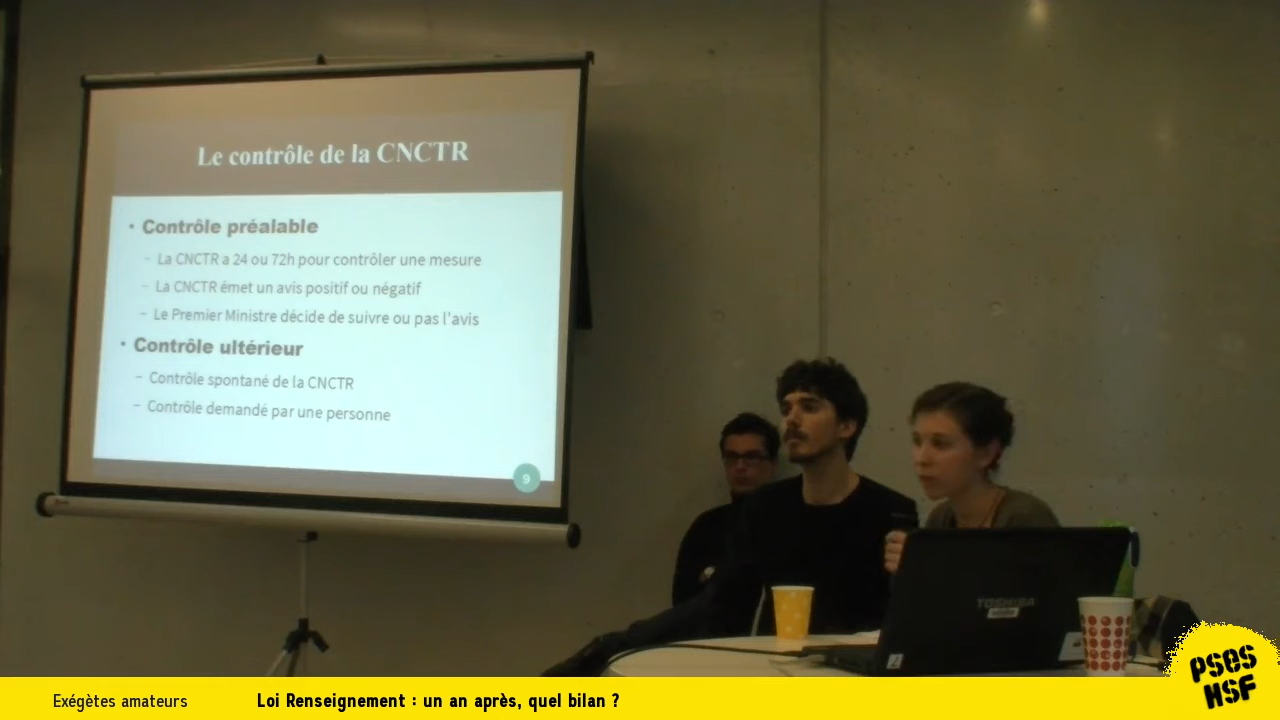 Le contrôle de la CNCTR
• Contrôle préalable
– La CNCTR a 24 ou 72h pour contrôler une mesure
– La CNCTR émet un avis positif ou négatif
– Le Premier Ministre décide de suivre ou pas l'avis
• Contrôle ultérieur
– Contrôle spontané de la CNCTR
– Contrôle demandé par une personne
9
TOSHIBA
PSES
HSF
Exégètes amateurs
Loi Renseignement : un an après, quel bilan ?